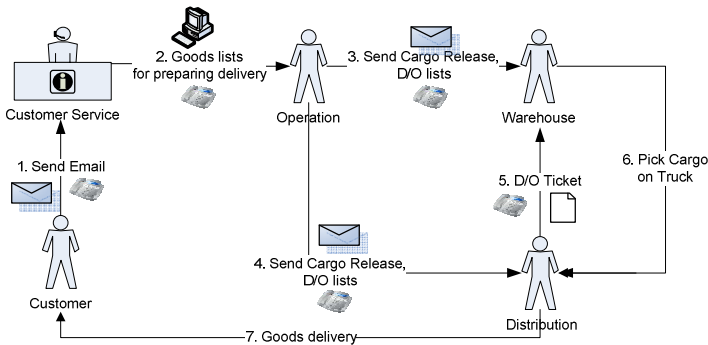 2. Goods lists
for preparing delivery
3. Send Cargo Release,
D/O lists
Customer Service
Operation
Warehouse
1. Send Email
6. Pick Cargo
on Truck
5. D/O Ticket
4. Send Cargo Release,
D/O lists
Customer
Distribution
7. Goods delivery